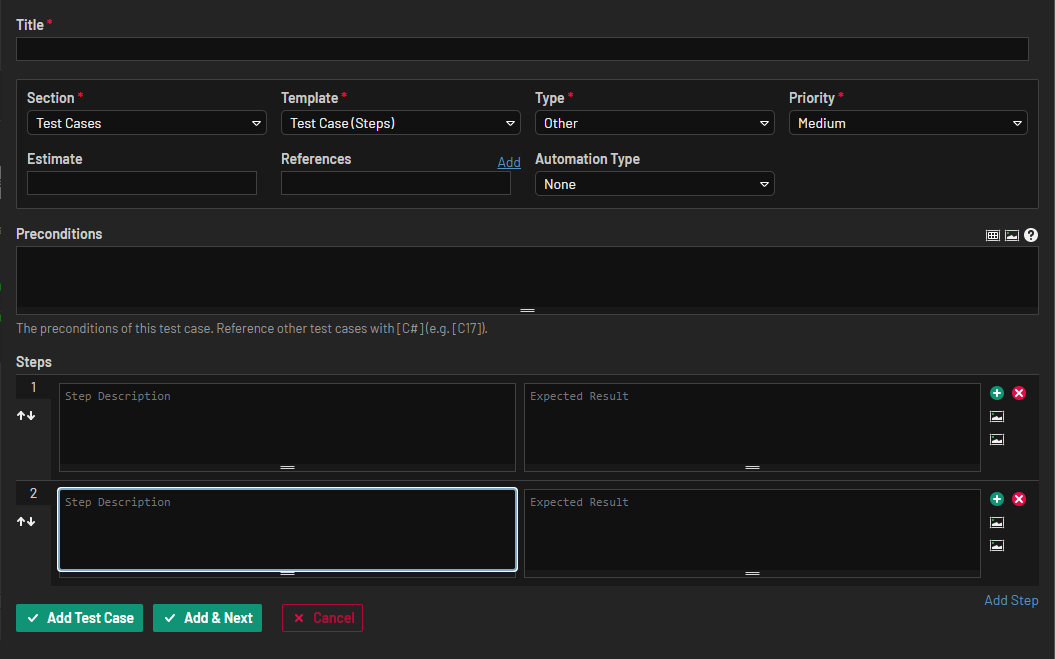 Title *
Section * Template * Type * Priority *
Test Cases Test Case (Steps) Other Medium
Estimate References Add Automation Type
None
Preconditions
?
The preconditions of this test case. Reference other test cases with [C#] (e.g. [C17]).
Steps
1 Step Description Expected Result
2 Step Description Expected Result
Add Step
Add Test Case Add & Next Cancel